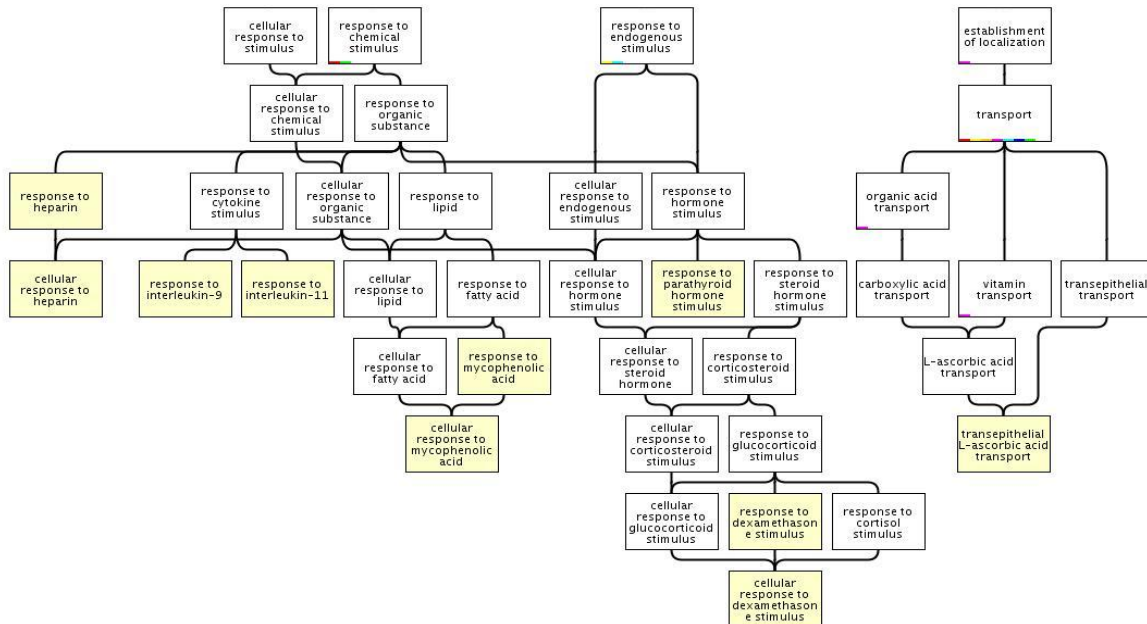 cellular
response to
stimulus
response to
chemical
stimulus
response to
endogenous
stimulus
establishment
of localization
cellular
response to
chemical
stimulus
response to
organic
substance
transport
response to
heparin
response to
cytokine
stimulus
cellular
response to
organic
substance
response to
lipid
cellular
response to
endogenous
stimulus
response to
hormone
stimulus
organic acid
transport
cellular
response to
heparin
response to
interleukin-9
response to
interleukin-11
cellular
response to
lipid
response to
fatty acid
cellular
response to
hormone
stimulus
response to
parathyroid
hormone
stimulus
response to
steroid
hormone
stimulus
carboxylic acid
transport
vitamin
transport
transepithelial
transport
cellular
response to
fatty acid
response to
mycophenolic
acid
cellular
response to
steroid
hormone
response to
corticosteroid
stimulus
L-ascorbic acid
transport
cellular
response to
mycophenolic
acid
cellular
response to
corticosteroid
stimulus
response to
glucocorticoid
stimulus
transepithelial
L-ascorbic acid
transport
cellular
response to
glucocorticoid
stimulus
response to
dexamethason
e stimulus
response to
cortisol
stimulus
cellular
response to
dexamethason
e stimulus